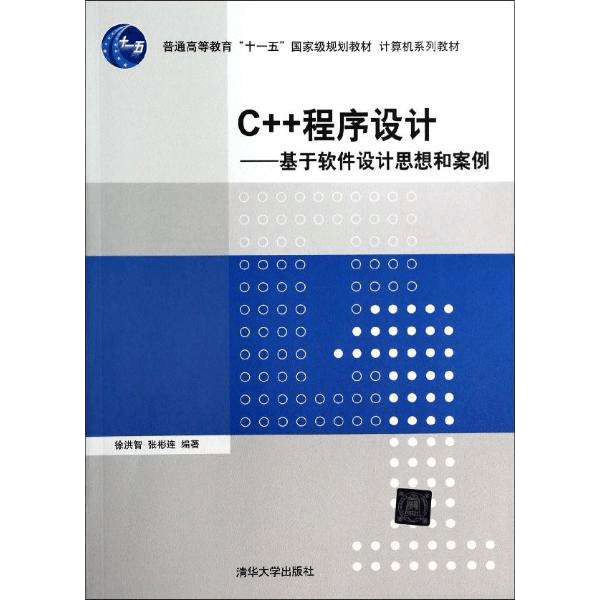 十一五
普通高等教育“十一五”国家级规划教材 计算机系列教材
C++程序设计
——基于软件设计思想和案例
徐洪智 张彬连 编著
清华大学出版社